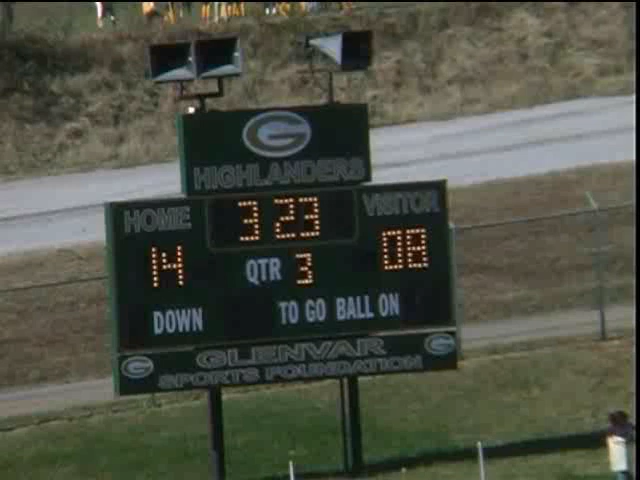 G
HIGHLANDERS
HOME 3 23 VISITOR
14 QTR 3 08
DOWN TO GO BALL ON
G GLENVAR G
SPORTS FOUNDATION